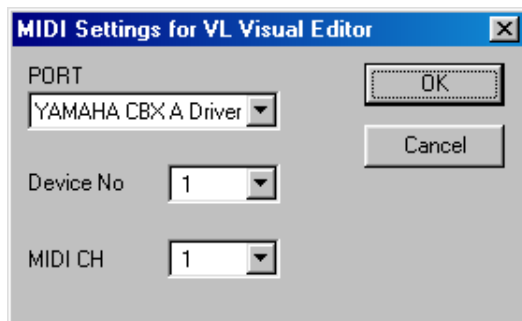 MIDI Settings for VL Visual Editor
PORT
YAMAHA CBX A Driver
OK
Cancel
Device No 1
MIDI CH 1